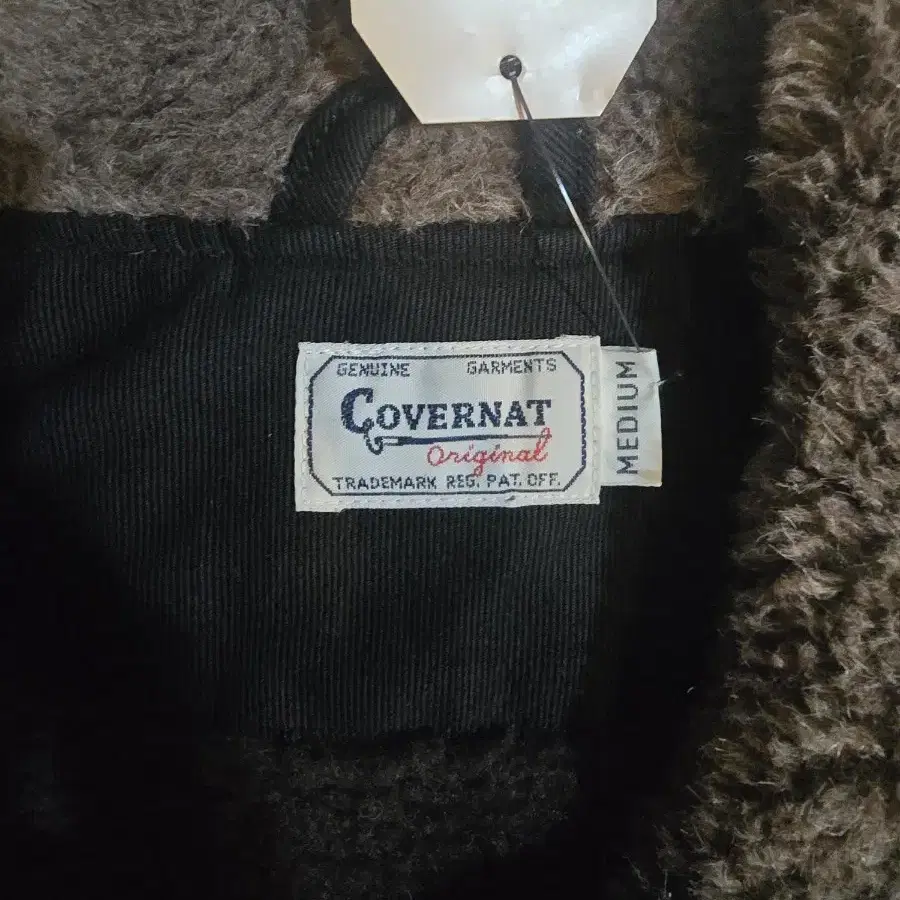 GENUINE GARMENTS
COVERNAT
Original
TRADEMARK REG. PAT. OFF.
MEDIUM